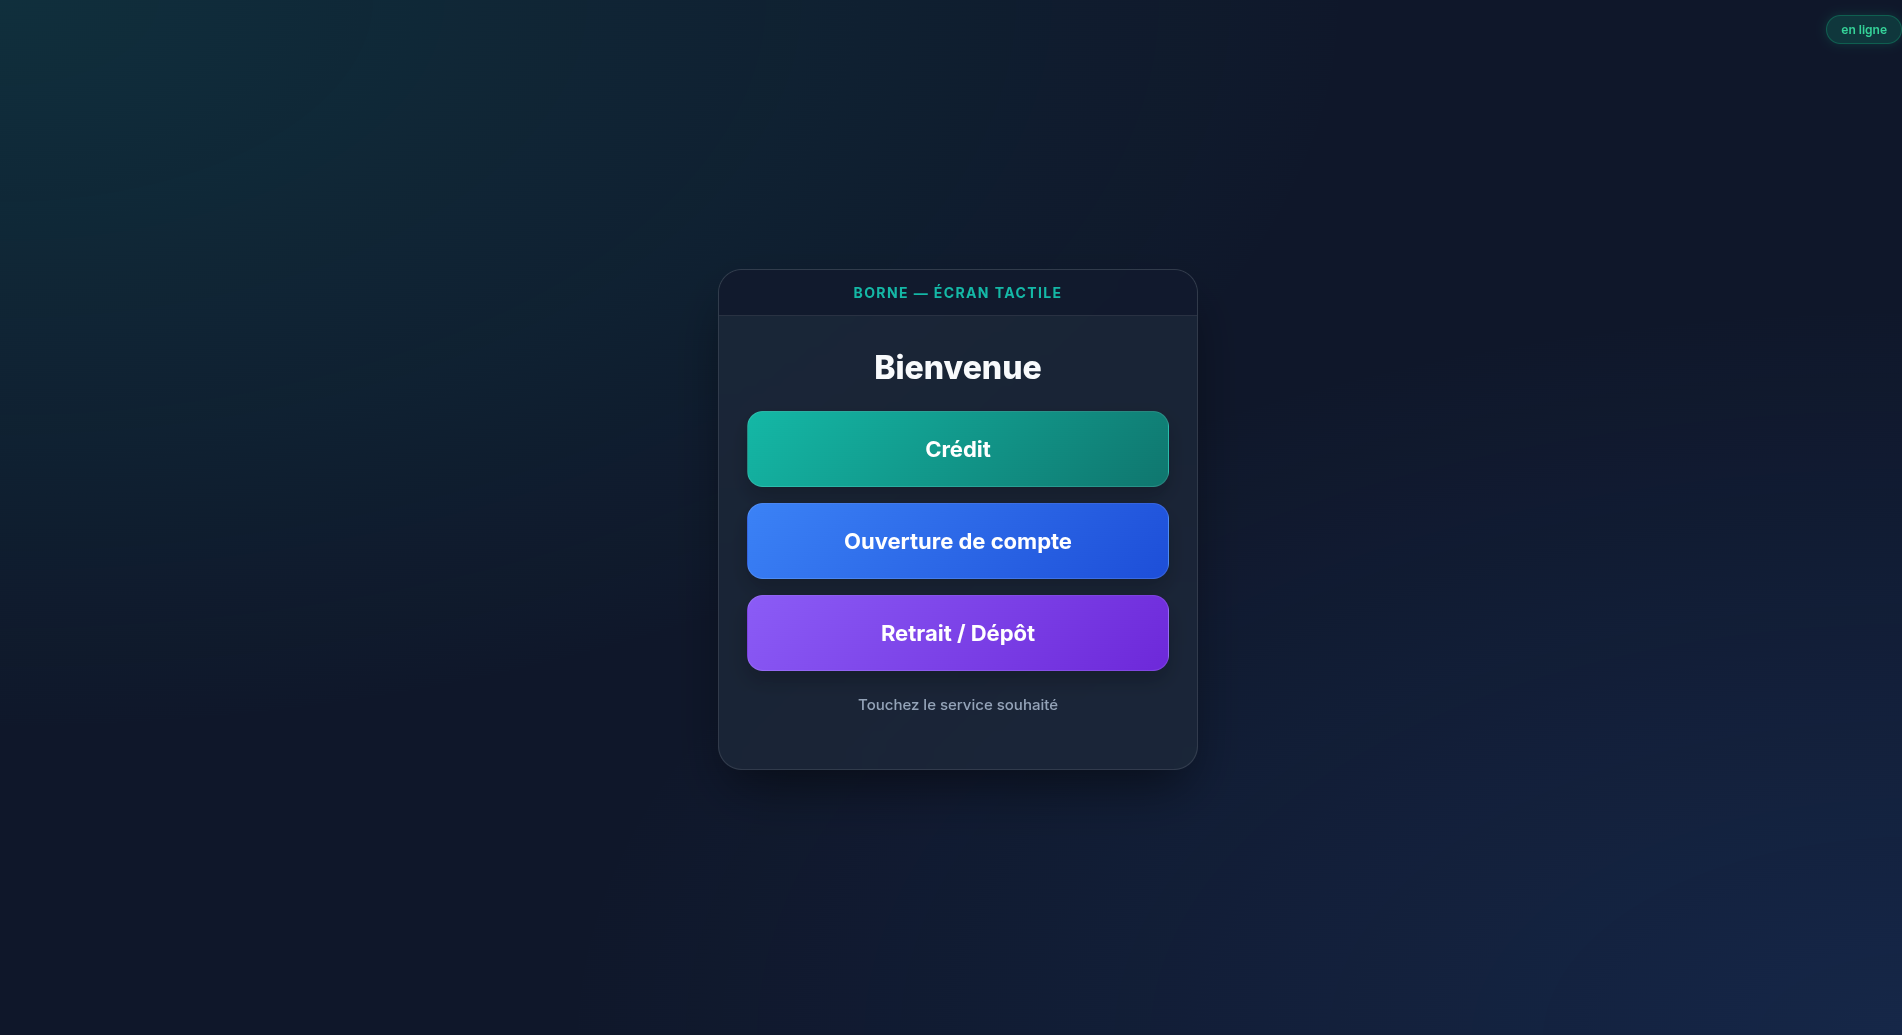 en ligne
BORNE — ÉCRAN TACTILE
Bienvenue
Crédit
Ouverture de compte
Retrait / Dépôt
Touchez le service souhaité